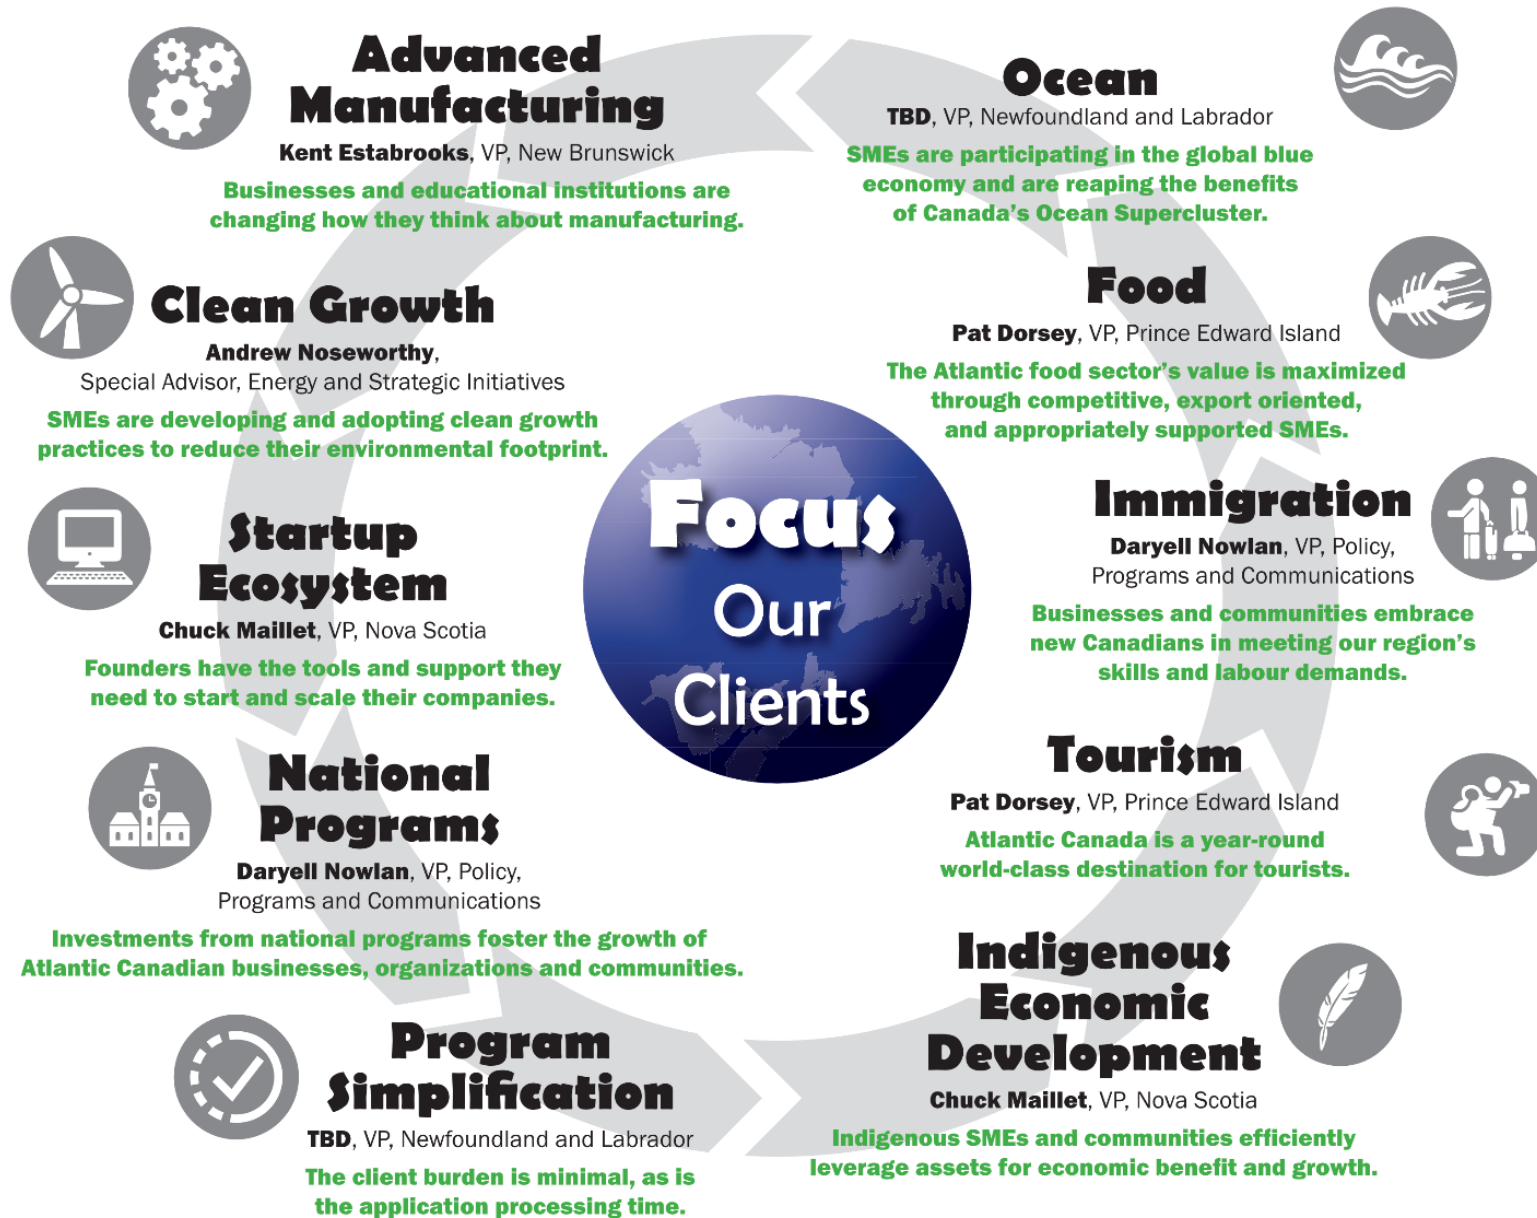 Advanced
Manufacturing
Kent Estabrooks, VP, New Brunswick
Businesses and educational institutions are
changing how they think about manufacturing.
Ocean
TBD, VP, Newfoundland and Labrador
SMEs are participating in the global blue
economy and are reaping the benefits
of Canada's Ocean Supercluster.
Clean Growth
Andrew Noseworthy,
Special Advisor, Energy and Strategic Initiatives
SMEs are developing and adopting clean growth
practices to reduce their environmental footprint.
Food
Pat Dorsey, VP, Prince Edward Island
The Atlantic food sector's value is maximized
through competitive, export oriented,
and appropriately supported SMEs.
Focus
Our
Clients
Startup
Ecosystem
Chuck Maillet, VP, Nova Scotia
Founders have the tools and support they
need to start and scale their companies.
Immigration
Daryell Nowlan, VP, Policy,
Programs and Communications
Businesses and communities embrace
new Canadians in meeting our region's
skills and labour demands.
National
Programs
Daryell Nowlan, VP, Policy,
Programs and Communications
Investments from national programs foster the growth of
Atlantic Canadian businesses, organizations and communities.
Tourism
Pat Dorsey, VP, Prince Edward Island
Atlantic Canada is a year-round
world-class destination for tourists.
Program
Simplification
TBD, VP, Newfoundland and Labrador
The client burden is minimal, as is
the application processing time.
Indigenous
Economic
Development
Chuck Maillet, VP, Nova Scotia
Indigenous SMEs and communities efficiently
leverage assets for economic benefit and growth.